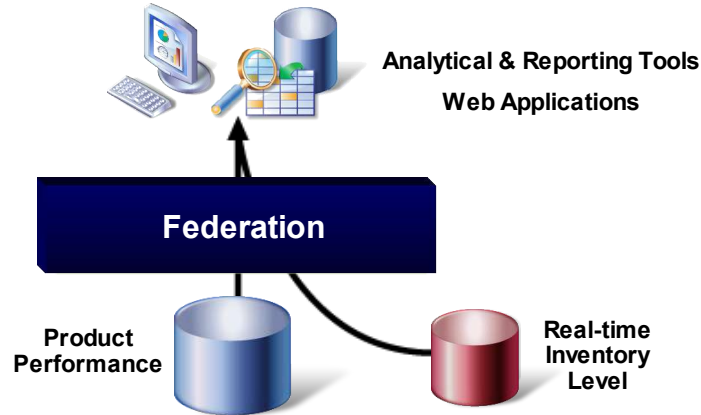 Analytical & Reporting Tools
Web Applications
Federation
Product
Performance
Real-time
Inventory
Level